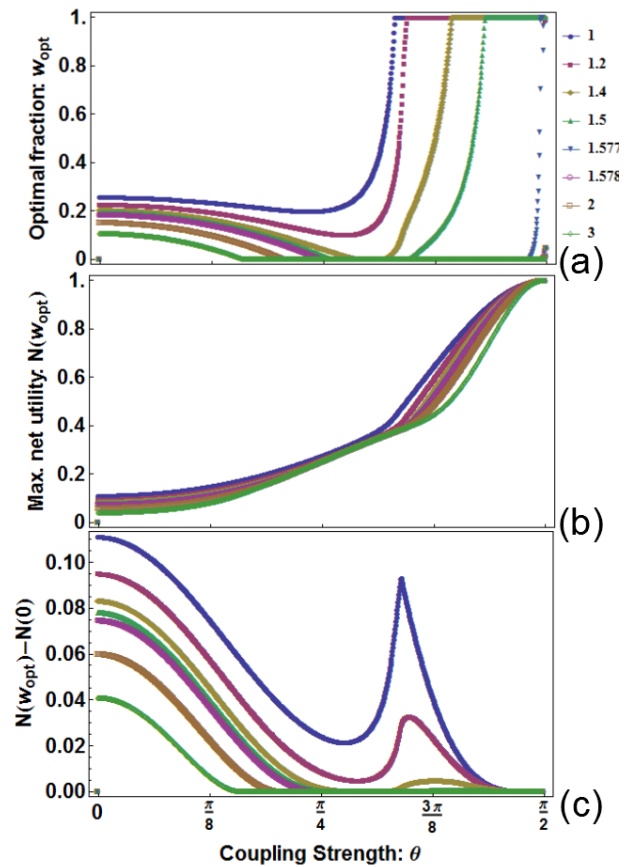 Optimal fraction: w_opt
1.0
0.8
0.6
0.4
0.2
0
(a)
1
1.2
1.4
1.5
1.577
1.578
2
3
Max. net utility: N(w_opt)
1.
0.8
0.6
0.4
0.2
0
(b)
N(w_opt)−N(0)
0.10
0.08
0.06
0.04
0.02
0.00
(c)
0
π/8
π/4
3π/8
π/2
Coupling Strength: θ